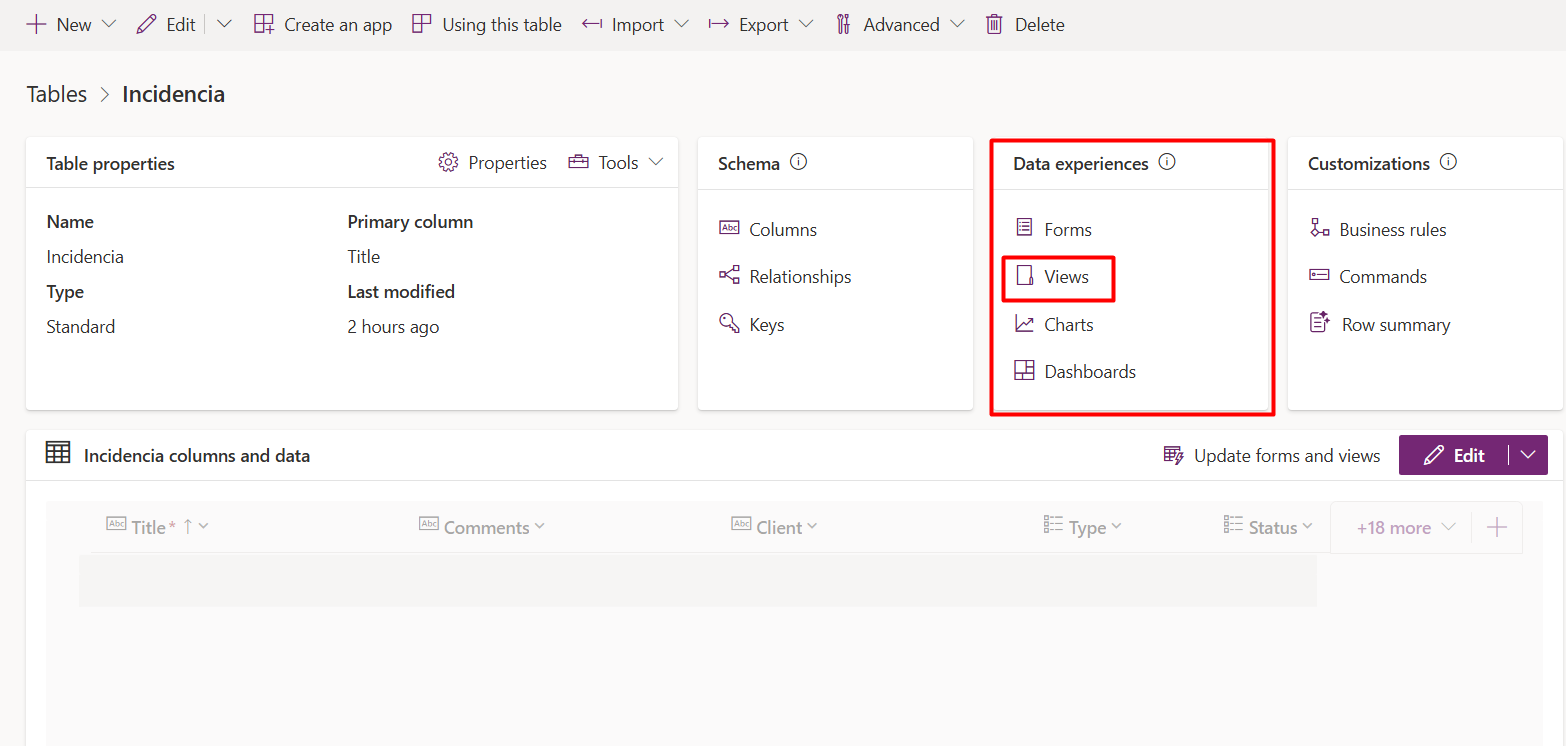 New Edit Create an app Using this table Import Export Advanced Delete
Tables > Incidencia
Table properties Properties Tools
Name Primary column
Incidencia Title
Type Last modified
Standard 2 hours ago
Schema
Columns
Relationships
Keys
Data experiences
Forms
Views
Charts
Dashboards
Customizations
Business rules
Commands
Row summary
Incidencia columns and data Update forms and views Edit
Abc Title * ↑ Abc Comments Abc Client Type Status +18 more